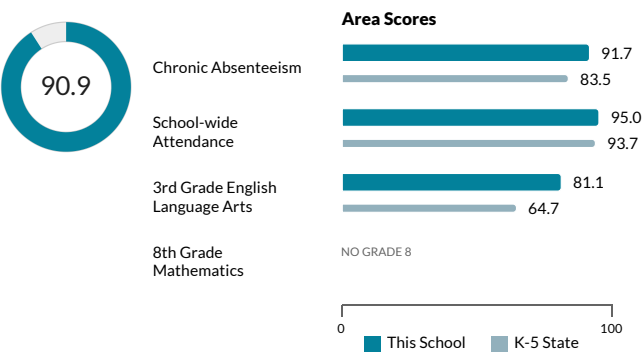 90.9
Area Scores
Chronic Absenteeism
91.7
83.5
School-wide
Attendance
95.0
93.7
3rd Grade English
Language Arts
81.1
64.7
8th Grade
Mathematics
NO GRADE 8
0
100
This School
K-5 State